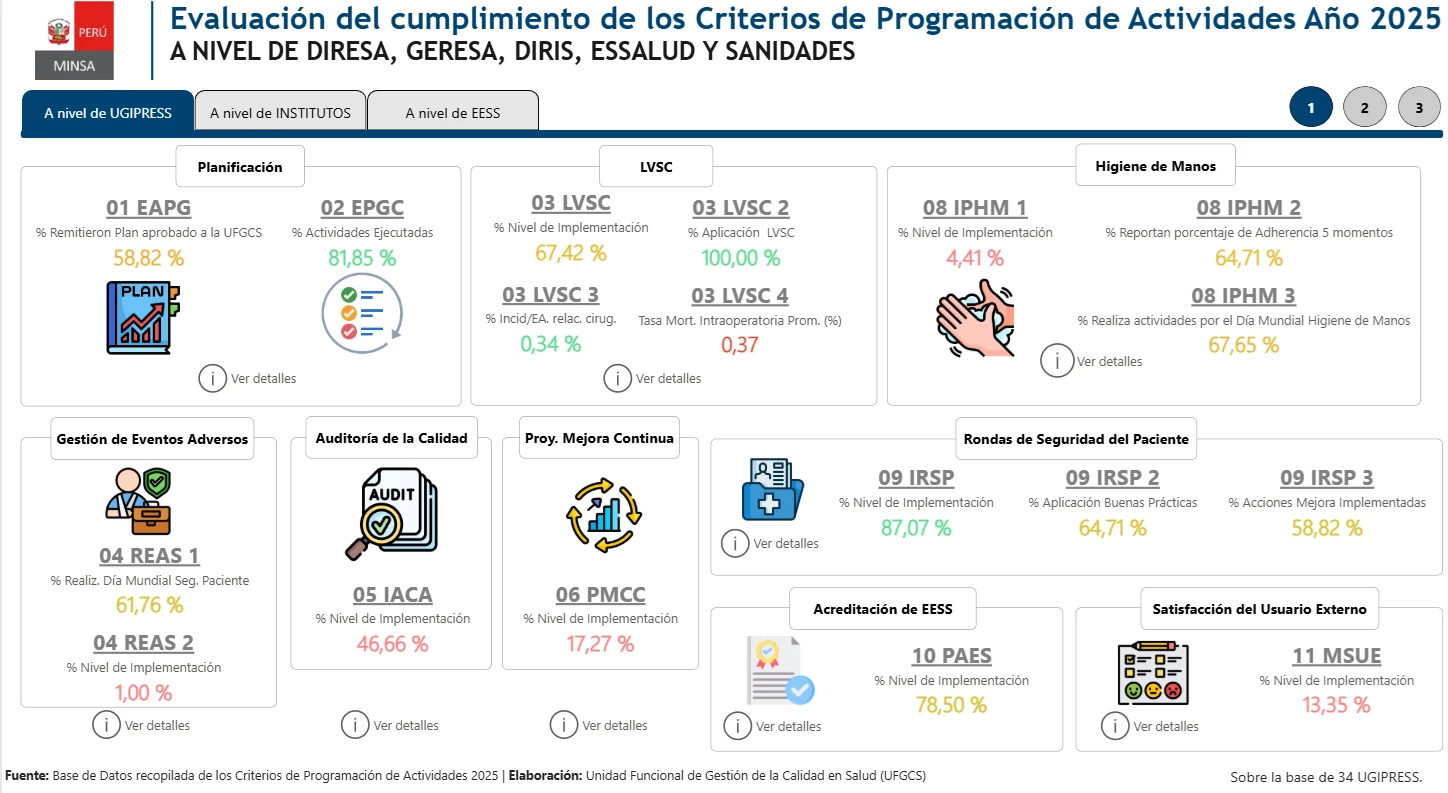 PERÚ
MINSA
Evaluación del cumplimiento de los Criterios de Programación de Actividades Año 2025
A NIVEL DE DIRESA, GERESA, DIRIS, ESSALUD Y SANIDADES
A nivel de UGIPRESS
A nivel de INSTITUTOS
A nivel de EESS
1
2
3
Planificación
01 EAPG
% Remitieron Plan aprobado a la UFGCS
58,82 %
PLAN
02 EPGC
% Actividades Ejecutadas
81,85 %
i Ver detalles
LVSC
03 LVSC
% Nivel de Implementación
67,42 %
03 LVSC 2
% Aplicación LVSC
100,00 %
03 LVSC 3
% Incid/EA. relac. cirug.
0,34 %
03 LVSC 4
Tasa Mort. Intraoperatoria Prom. (%)
0,37
i Ver detalles
Higiene de Manos
08 IPHM 1
% Nivel de Implementación
4,41 %
08 IPHM 2
% Reportan porcentaje de Adherencia 5 momentos
64,71 %
08 IPHM 3
% Realiza actividades por el Día Mundial Higiene de Manos
67,65 %
i Ver detalles
Gestión de Eventos Adversos
04 REAS 1
% Realiz. Día Mundial Seg. Paciente
61,76 %
04 REAS 2
% Nivel de Implementación
1,00 %
i Ver detalles
Auditoría de la Calidad
AUDIT
05 IACA
% Nivel de Implementación
46,66 %
i Ver detalles
Proy. Mejora Continua
06 PMCC
% Nivel de Implementación
17,27 %
i Ver detalles
Rondas de Seguridad del Paciente
09 IRSP
% Nivel de Implementación
87,07 %
09 IRSP 2
% Aplicación Buenas Prácticas
64,71 %
09 IRSP 3
% Acciones Mejora Implementadas
58,82 %
i Ver detalles
Acreditación de EESS
10 PAES
% Nivel de Implementación
78,50 %
i Ver detalles
Satisfacción del Usuario Externo
11 MSUE
% Nivel de Implementación
13,35 %
i Ver detalles
Fuente: Base de Datos recopilada de los Criterios de Programación de Actividades 2025 | Elaboración: Unidad Funcional de Gestión de la Calidad en Salud (UFGCS)
Sobre la base de 34 UGIPRESS.